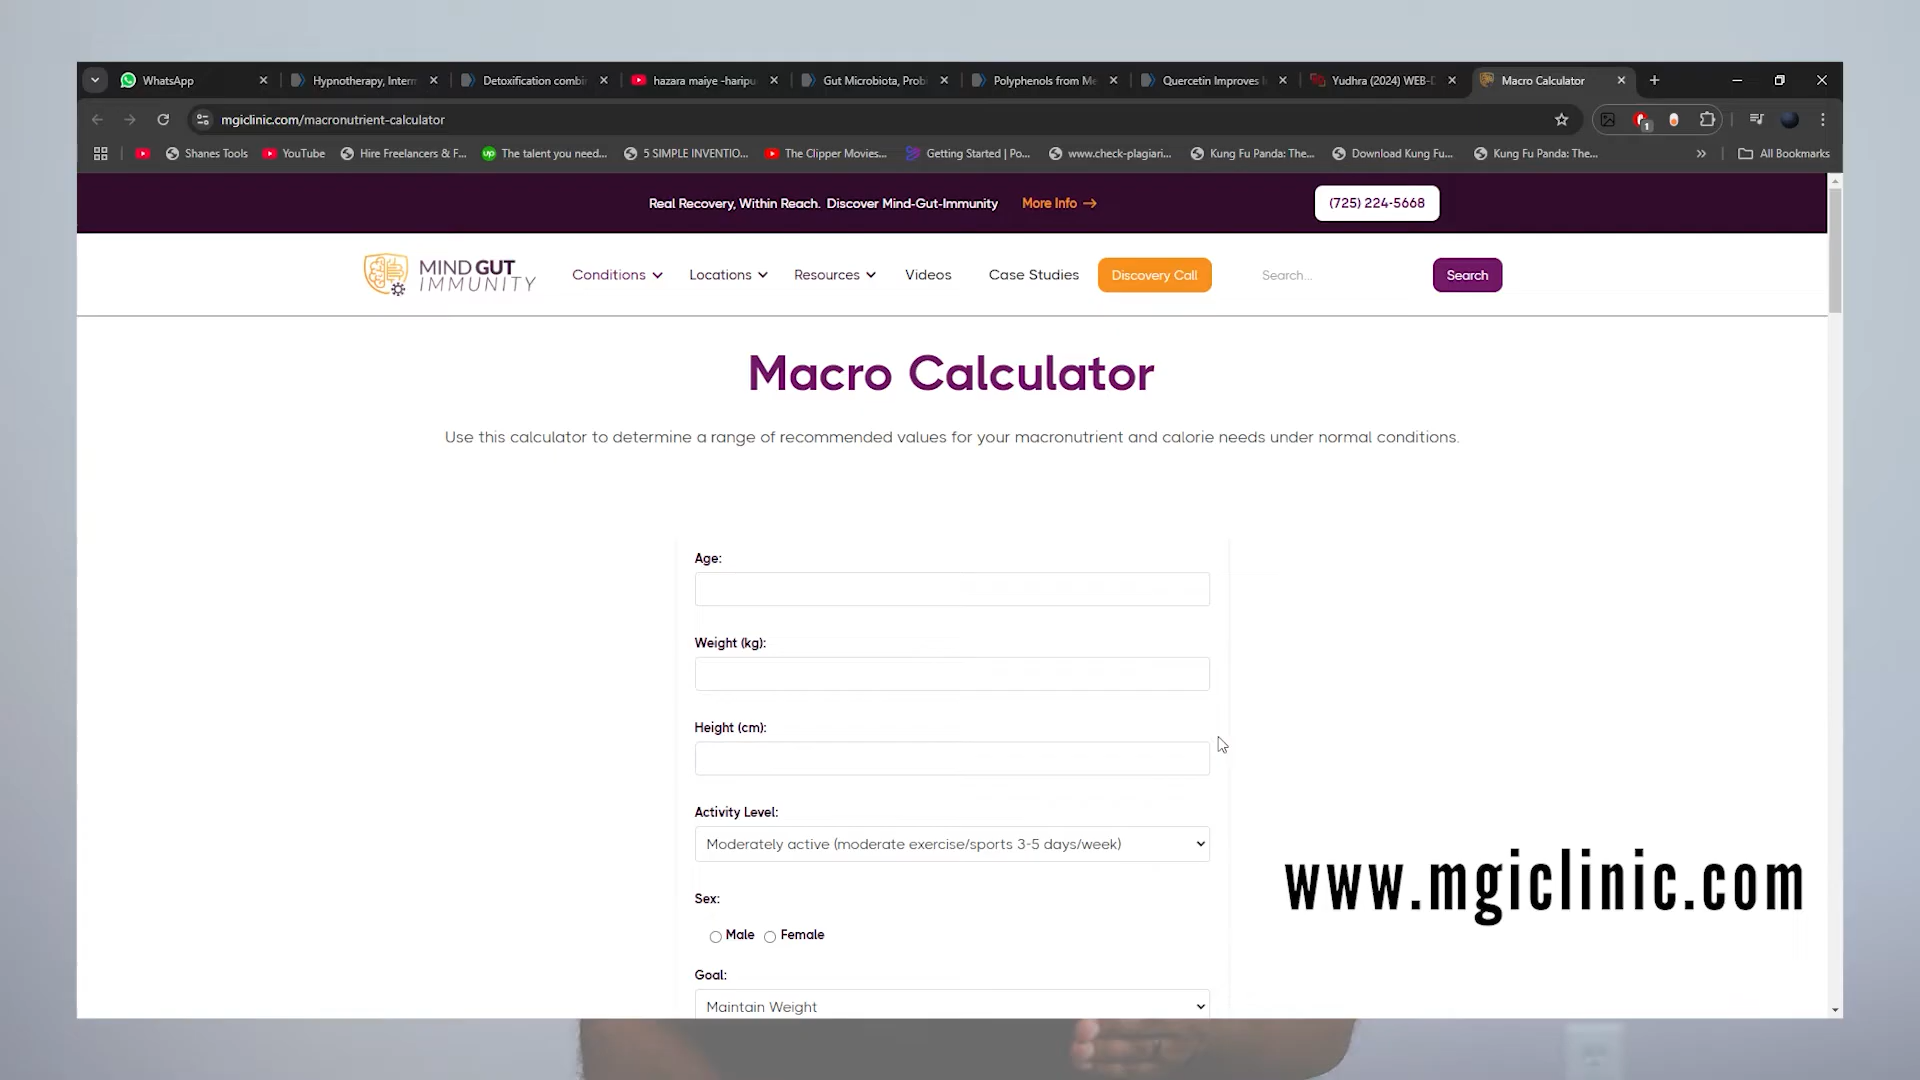 WhatsApp
Hypnotherapy, Interm
Detoxification combi
hazara maiye -haripu
Gut Microbiota, Prob
Polyphenols from Me
Quercetin Improves I
Yudhra (2024) WEB-D
Macro Calculator
mgiclinic.com/macronutrient-calculator
1
Shanes Tools
YouTube
Hire Freelancers & F...
up The talent you need...
5 SIMPLE INVENTIO...
The Clipper Movies...
Getting Started | Po...
www.check-plagiari...
Kung Fu Panda: The...
Download Kung Fu...
Kung Fu Panda: The...
All Bookmarks
Real Recovery, Within Reach. Discover Mind-Gut-Immunity
More Info
(725) 224-5668
MIND GUT
IMMUNITY
Conditions
Locations
Resources
Videos
Case Studies
Discovery Call
Search...
Search
Macro Calculator
Use this calculator to determine a range of recommended values for your macronutrient and calorie needs under normal conditions.
Age:
Weight (kg):
Height (cm):
Activity Level:
Moderately active (moderate exercise/sports 3-5 days/week)
www.mgiclinic.com
Sex:
Male Female
Goal:
Maintain Weight